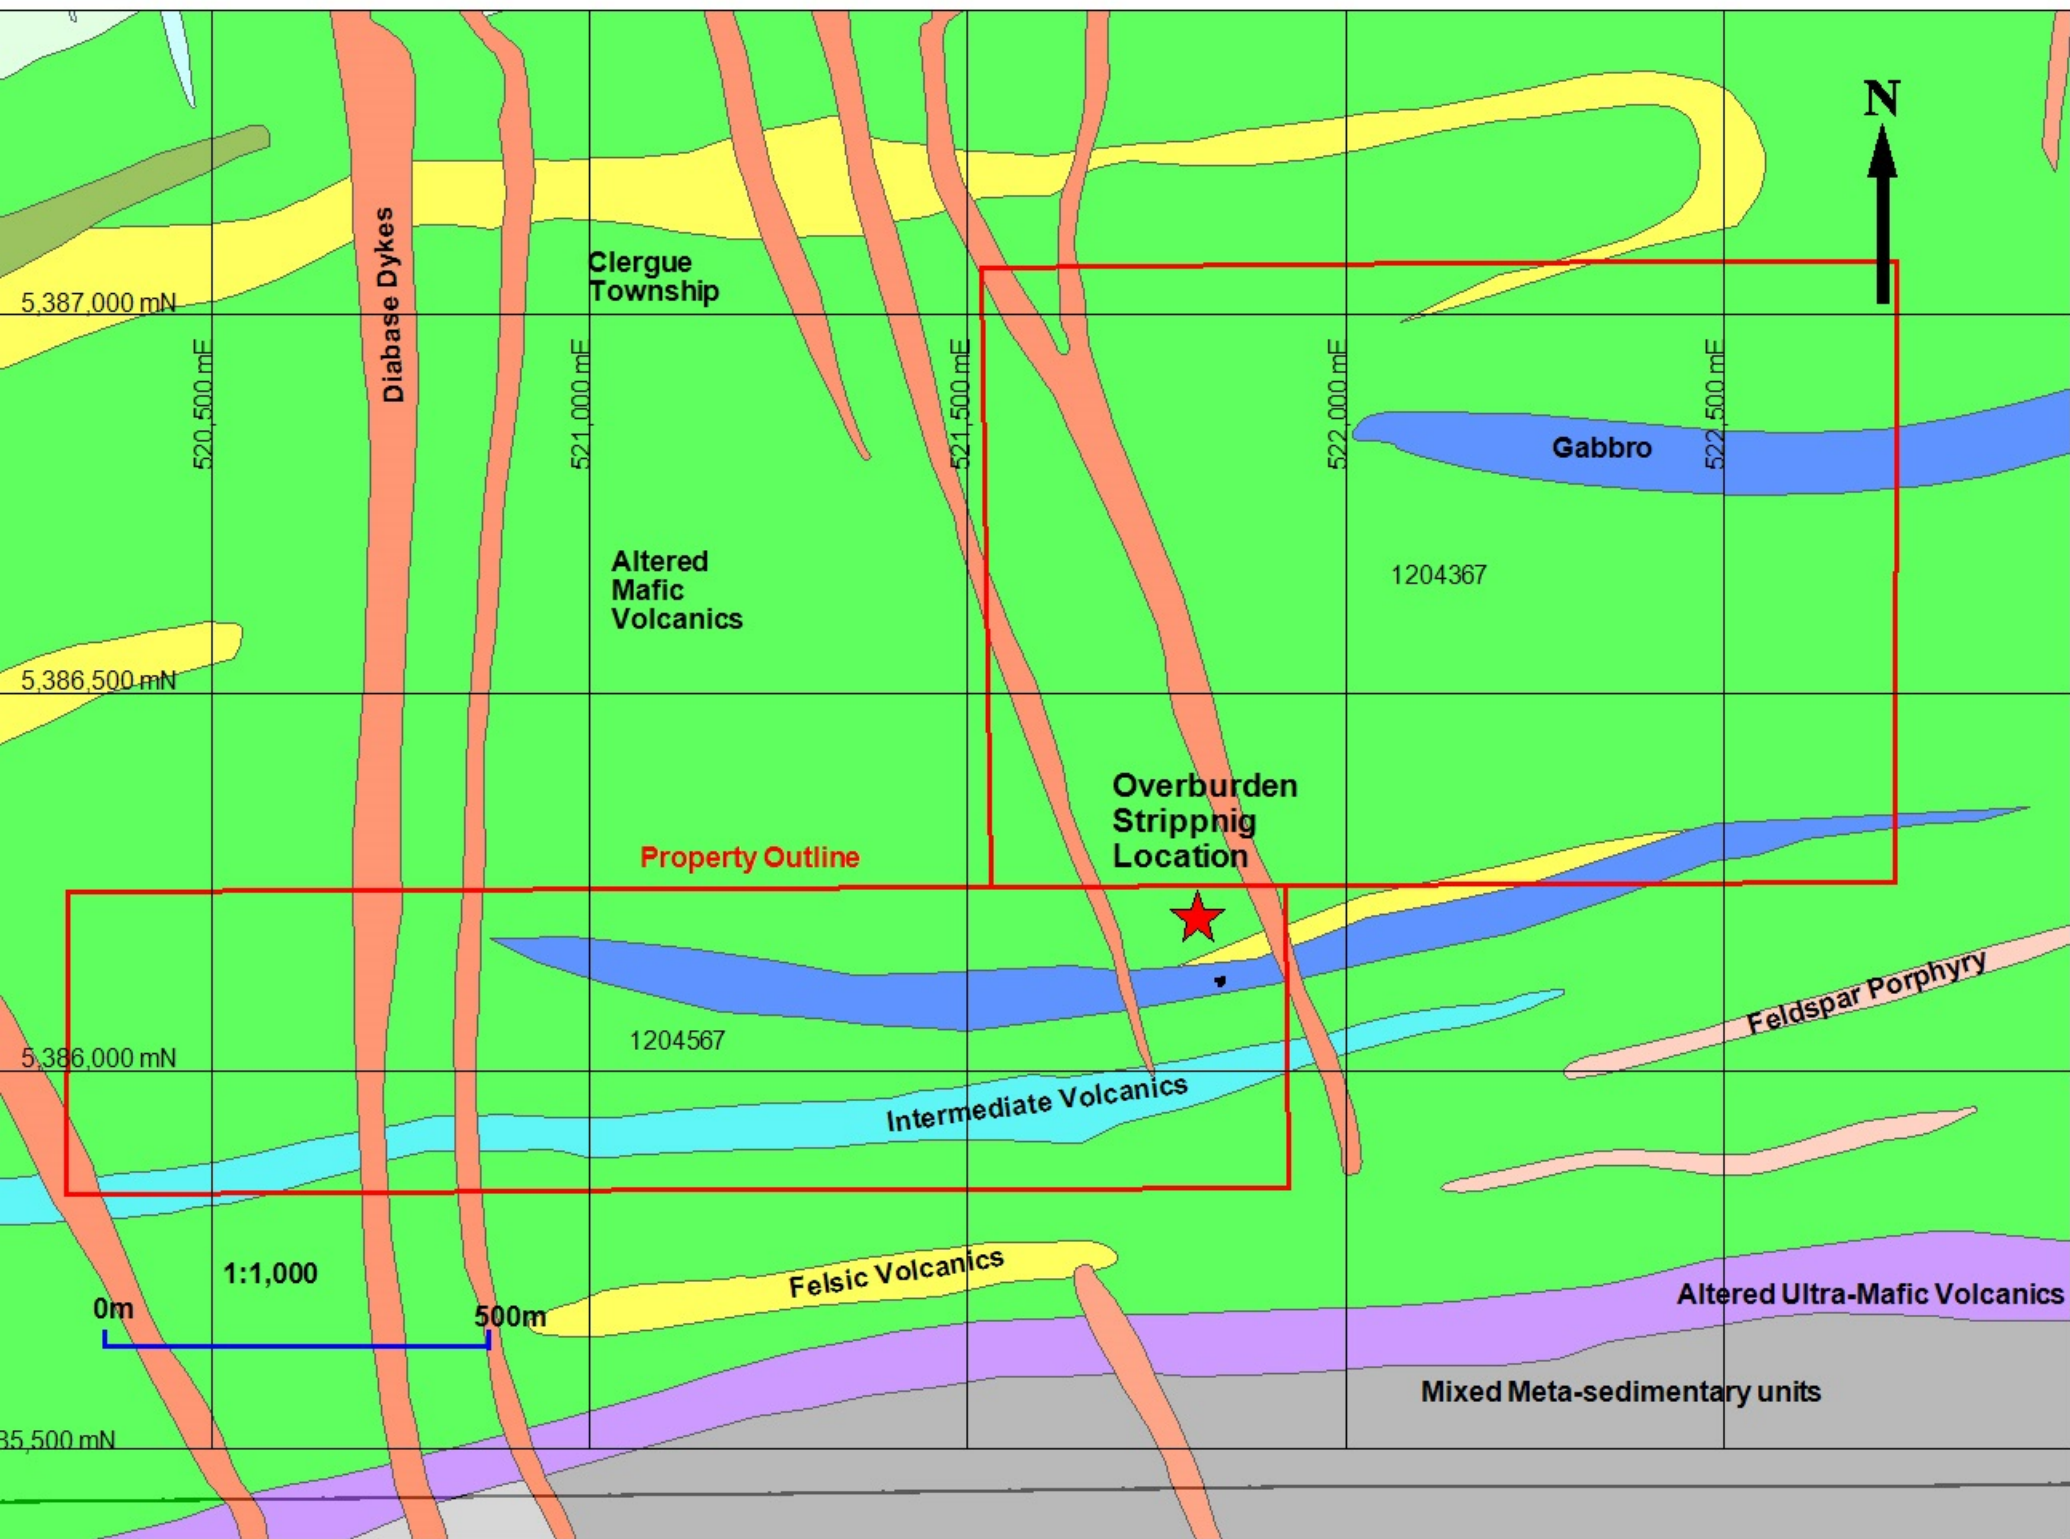 N
Clergue
Township
Diabase Dykes
5,387,000 mN
520,500 mE
521,000 mE
521,500 mE
522,000 mE
522,500 mE
Gabbro
Altered
Mafic
Volcanics
1204367
5,386,500 mN
Overburden
Strippnig
Location
Property Outline
Feldspar Porphyry
1204567
5,386,000 mN
Intermediate Volcanics
1:1,000
0m
500m
Felsic Volcanics
Altered Ultra-Mafic Volcanics
Mixed Meta-sedimentary units
35,500 mN